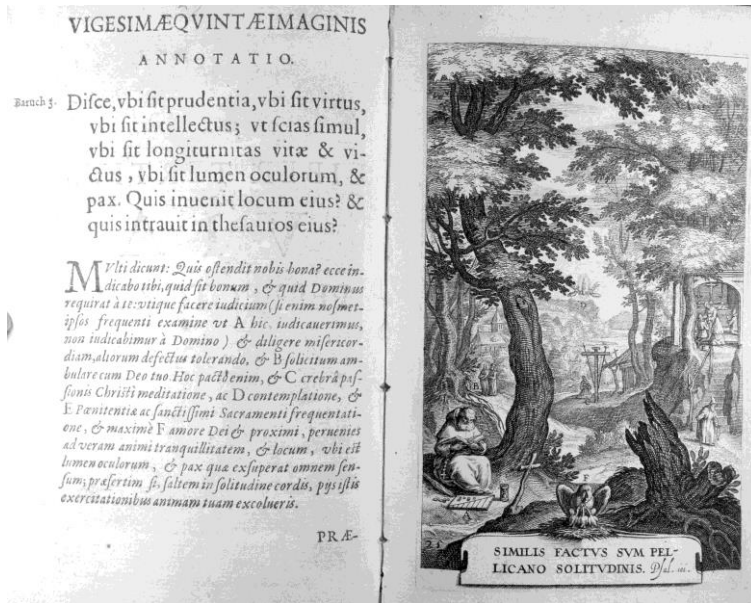 VIGESIMÆQVINTÆIMAGINIS
ANNOTATIO.
Baruch 3. Diſce, vbi ſit prudentia, vbi ſit virtus,
vbi ſit intellectus; vt ſcias ſimul,
vbi ſit longiturnitas vitæ & vi-
ctus, vbi ſit lumen oculorum, &
pax. Quis inuenit locum eius? &
quis intrauit in theſauros eius?
MVlti dicunt: Quis oſtendit nobis bona? ecce in-
dicabo tibi, quid ſit bonum, & quid Dominus
requirat à te: vtique facere iudicium (ſi enim noſmet-
ipſos frequenti examine vt A hic iudicauerimus,
non iudicabimur à Domino) & diligere miſericor-
diam, aliorum defectus tolerando, & B ſolicitum am-
bulare cum Deo tuo. Hoc pacto enim, & C crebrâ paſ-
ſionis Chriſti meditatione, ac D contemplatione, &
E Pœnitentiæ ac ſanctiſſimi Sacramenti frequentati-
one, & maximè F amore Dei & proximi, peruenies
ad veram animi tranquillitatem, & locum, vbi eſt
lumen oculorum, & pax quæ exſuperat omnem ſen-
ſum; præſertim ſi, ſaltem in ſolitudine cordis, pijs iſtis
exercitationibus animam tuam excolueris.
PRÆ-
D
B
F
A
SIMILIS FACTVS SVM PEL-
LICANO SOLITVDINIS. Pſal.